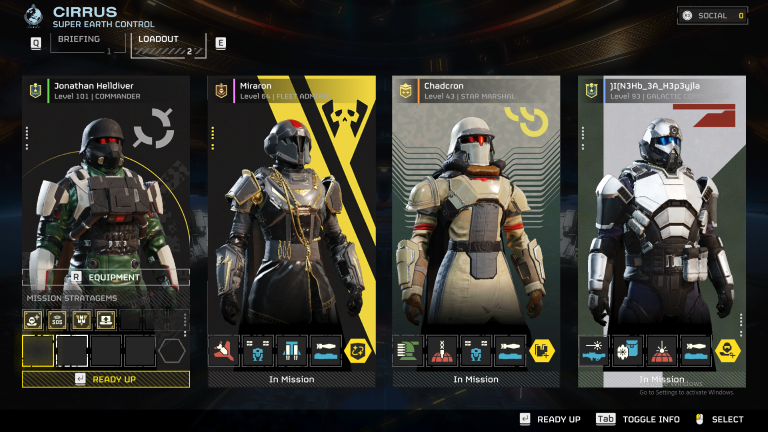 CIRRUS
SUPER EARTH CONTROL
SOCIAL 0
Q BRIEFING 1 LOADOUT 2 E
Jonathan Helldiver
Level 101 | COMMANDER
Miraron
Level 64 | FLEET ADMIRAL
Chadcron
Level 43 | STAR MARSHAL
Level 93 | GALACTIC
R EQUIPMENT
MISSION STRATAGEMS
SOS
READY UP
In Mission
In Mission
In Mission
Go to Settings to activate Windows.
READY UP Tab TOGGLE INFO SELECT